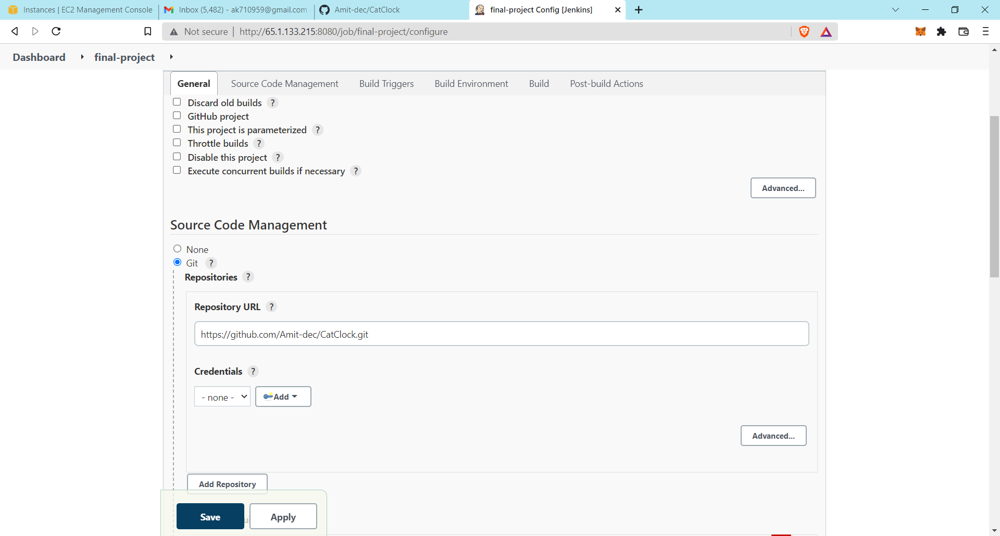 Instances | EC2 Management Console
Inbox (5,482) - ak710959@gmail.com
Amit-dec/CatClock
final-project Config [Jenkins]
Not secure
http://65.1.133.215:8080/job/final-project/configure
Dashboard
final-project
General
Source Code Management
Build Triggers
Build Environment
Build
Post-build Actions
Discard old builds ?
GitHub project
This project is parameterized ?
Throttle builds ?
Disable this project ?
Execute concurrent builds if necessary ?
Advanced...
Source Code Management
None
Git ?
Repositories ?
Repository URL ?
https://github.com/Amit-dec/CatClock.git
Credentials ?
- none -
Add
Advanced...
Add Repository
Save
Apply